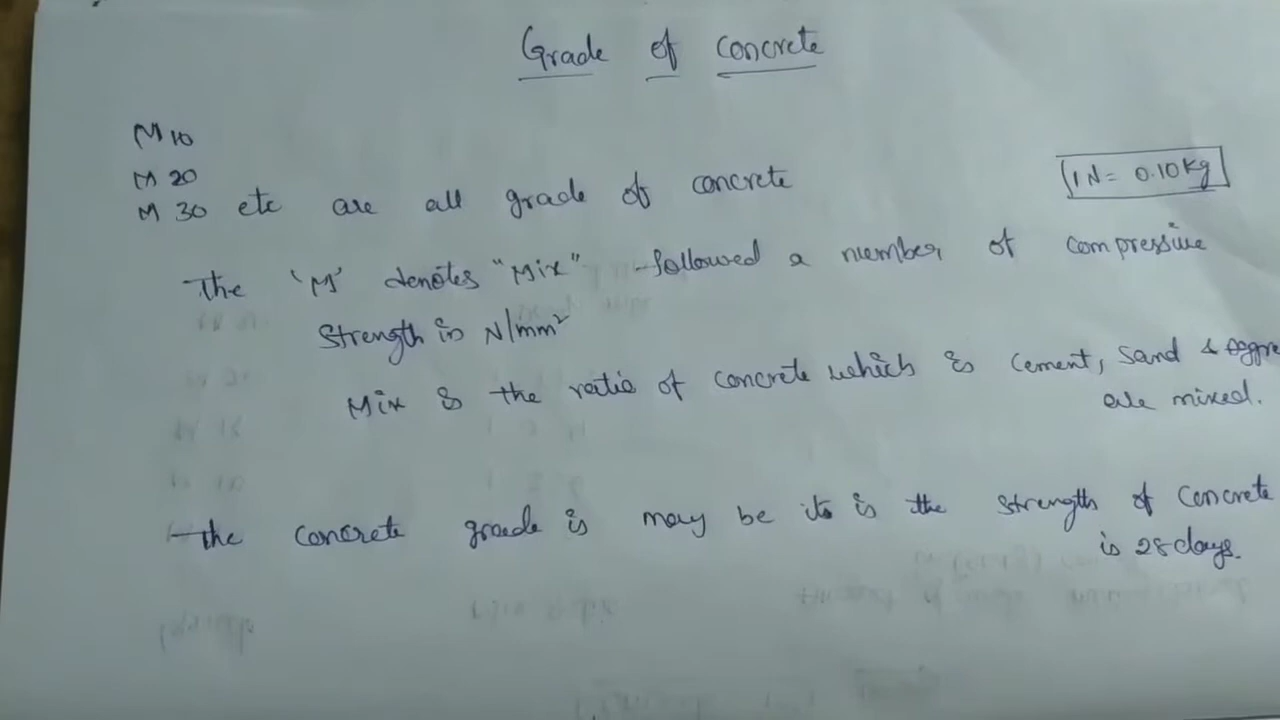 Grade of concrete
M 10
M 20
M 30 etc are all grade of concrete
1 N = 0.10 Kg
The 'M' denotes "Mix" followed a number of compressive
Strength is N/mm²
Mix is the ratio of concrete which is cement, sand & aggre
are mixed.
The concrete grade is may be its is the strength of concrete
is 28 days.